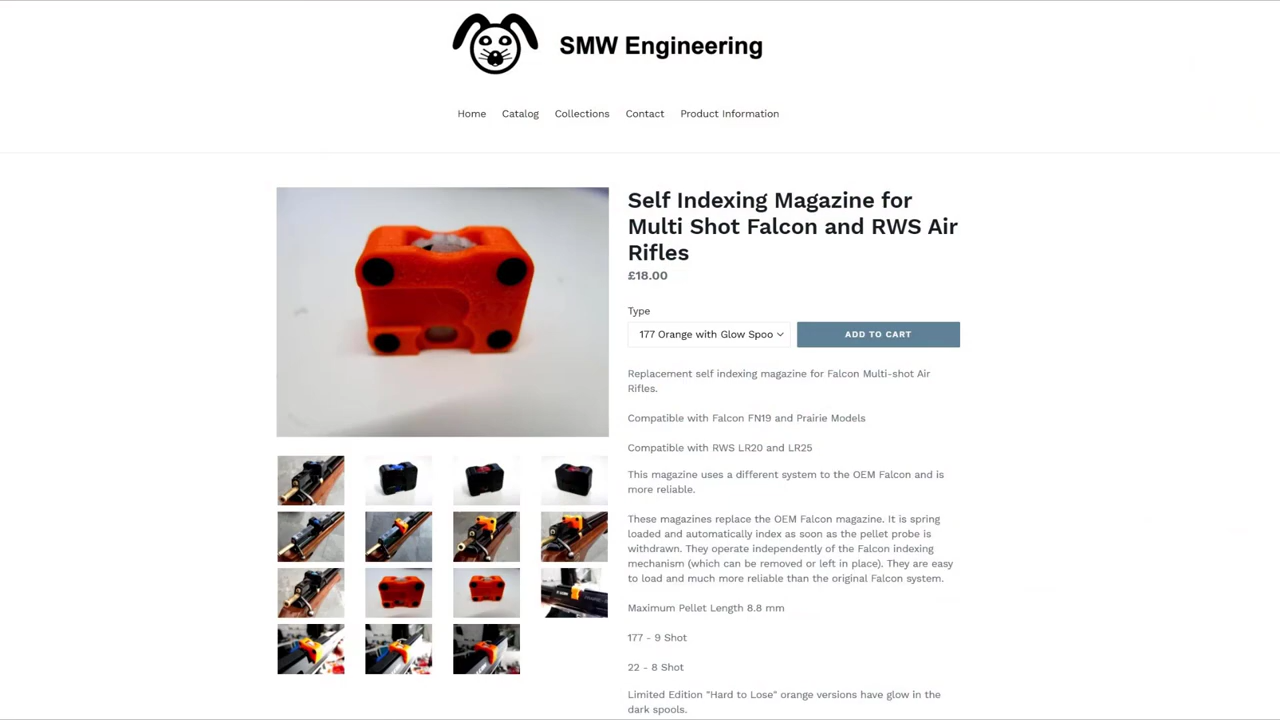 SMW Engineering
Home Catalog Collections Contact Product Information
Self Indexing Magazine for
Multi Shot Falcon and RWS Air
Rifles
£18.00
Type
177 Orange with Glow Spoo
ADD TO CART
Replacement self indexing magazine for Falcon Multi-shot Air
Rifles.
Compatible with Falcon FN19 and Prairie Models
Compatible with RWS LR20 and LR25
This magazine uses a different system to the OEM Falcon and is
more reliable.
These magazines replace the OEM Falcon magazine. It is spring
loaded and automatically index as soon as the pellet probe is
withdrawn. They operate independently of the Falcon indexing
mechanism (which can be removed or left in place). They are easy
to load and much more reliable than the original Falcon system.
Maximum Pellet Length 8.8 mm
177 - 9 Shot
22 - 8 Shot
Limited Edition "Hard to Lose" orange versions have glow in the
dark spools.